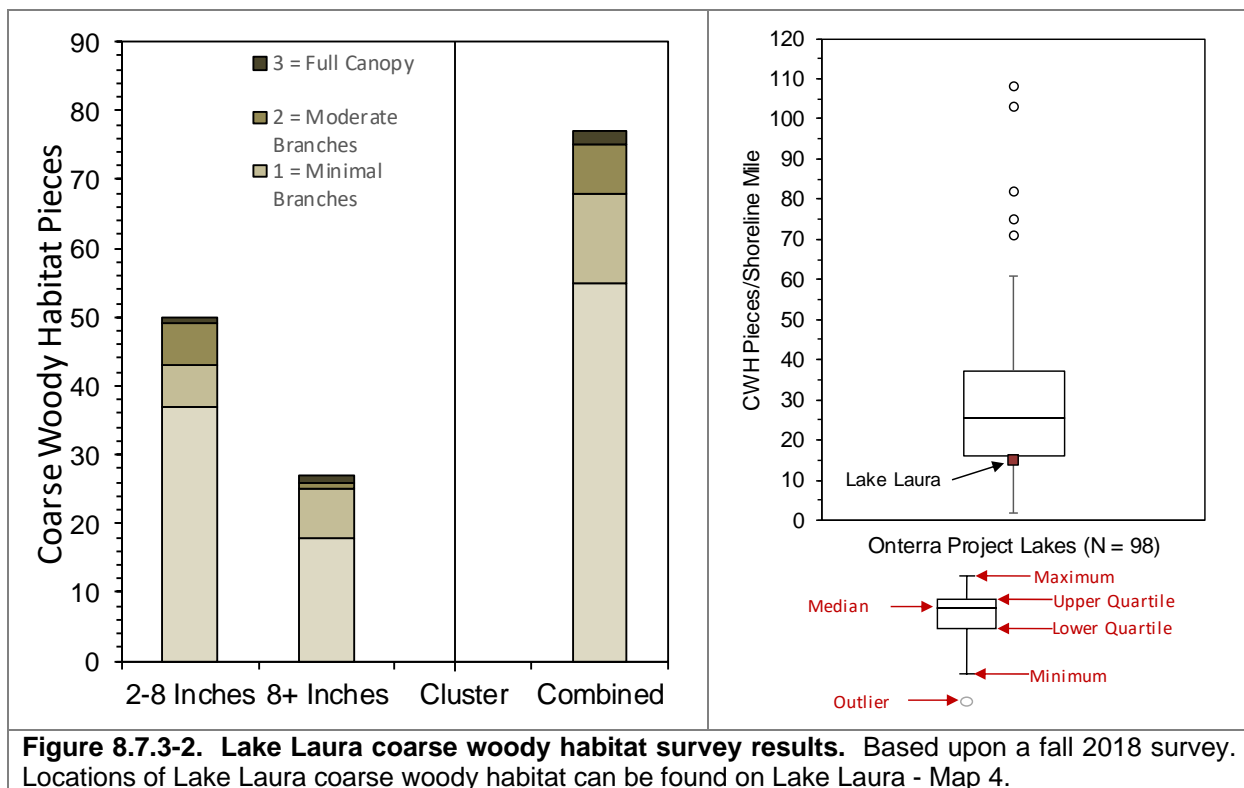 90
80
70
60
50
40
30
20
10
0
Coarse Woody Habitat Pieces
3 = Full Canopy
2 = Moderate
Branches
1 = Minimal
Branches
2-8 Inches
8+ Inches
Cluster
Combined
120
110
100
90
80
70
60
50
40
30
20
10
0
CWH Pieces/Shoreline Mile
Lake Laura
Onterra Project Lakes (N = 98)
Maximum
Median
Upper Quartile
Lower Quartile
Minimum
Outlier
Figure 8.7.3-2. Lake Laura coarse woody habitat survey results. Based upon a fall 2018 survey.
Locations of Lake Laura coarse woody habitat can be found on Lake Laura - Map 4.